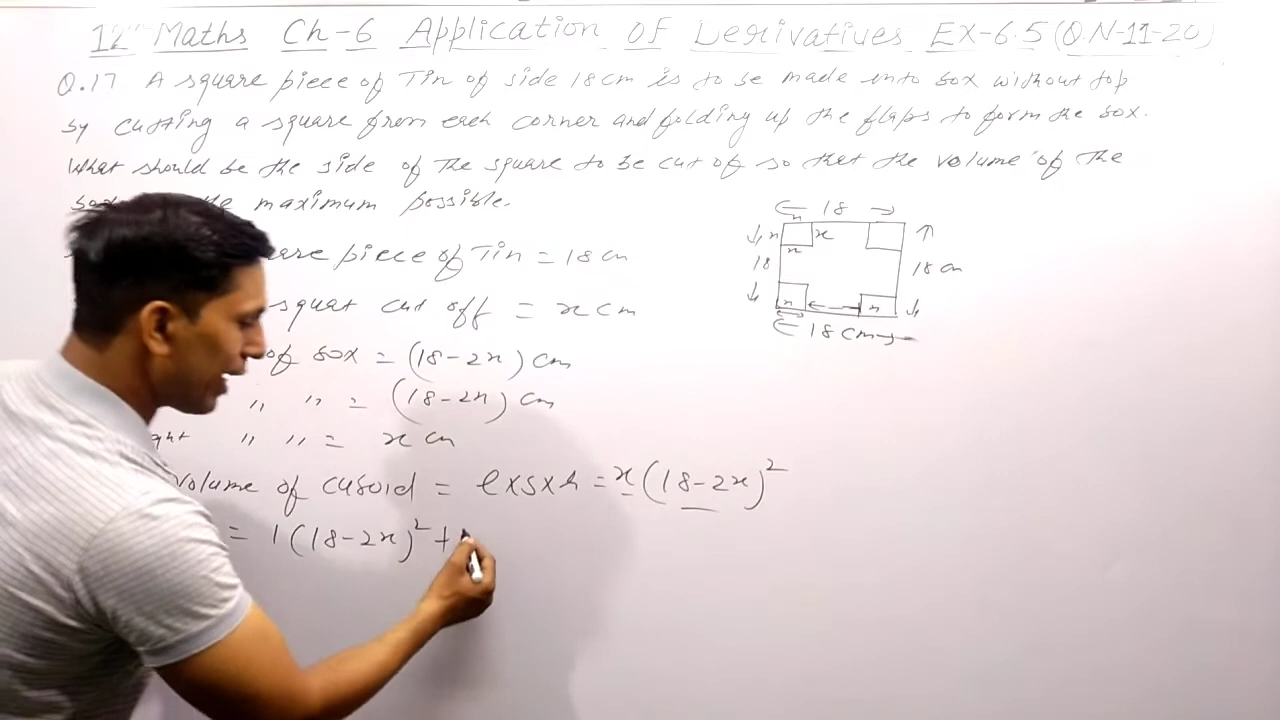 12th Maths Ch-6 Application OF Derivatives EX-6.5 (Q.N-11-20)
Q.17 A square piece of Tin of side 18cm is to be made into box without top
by cutting a square from each corner and folding up the flaps to form the box.
What should be the side of the square to be cut of so that the volume of the
maximum possible.
piece of Tin = 18 cm
squar cut off = x cm
of box = (18-2x) cm
" " = (18-2x) cm
" " = x cm
Volume of cuboid = l×b×h = x(18-2x)²
= 1(18-2x)² +
← 18 →
x
x x
x
18
18 cm
x x
← 18 cm →